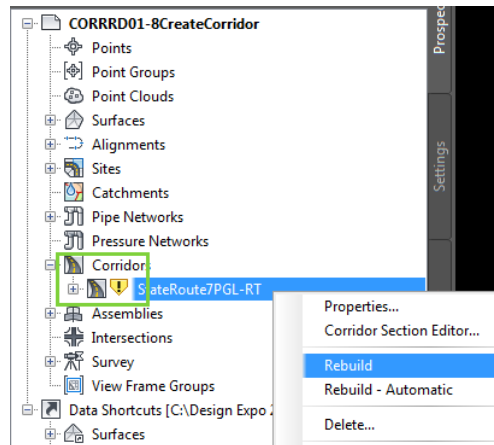 CORRRD01-8CreateCorridor
Points
Point Groups
Point Clouds
Surfaces
Alignments
Sites
Catchments
Pipe Networks
Pressure Networks
Corridors
StateRoute7PGL-RT
Assemblies
Intersections
Survey
View Frame Groups
Data Shortcuts [C:\Design Expo
Surfaces
Settings
Properties...
Corridor Section Editor...
Rebuild
Rebuild - Automatic
Delete...